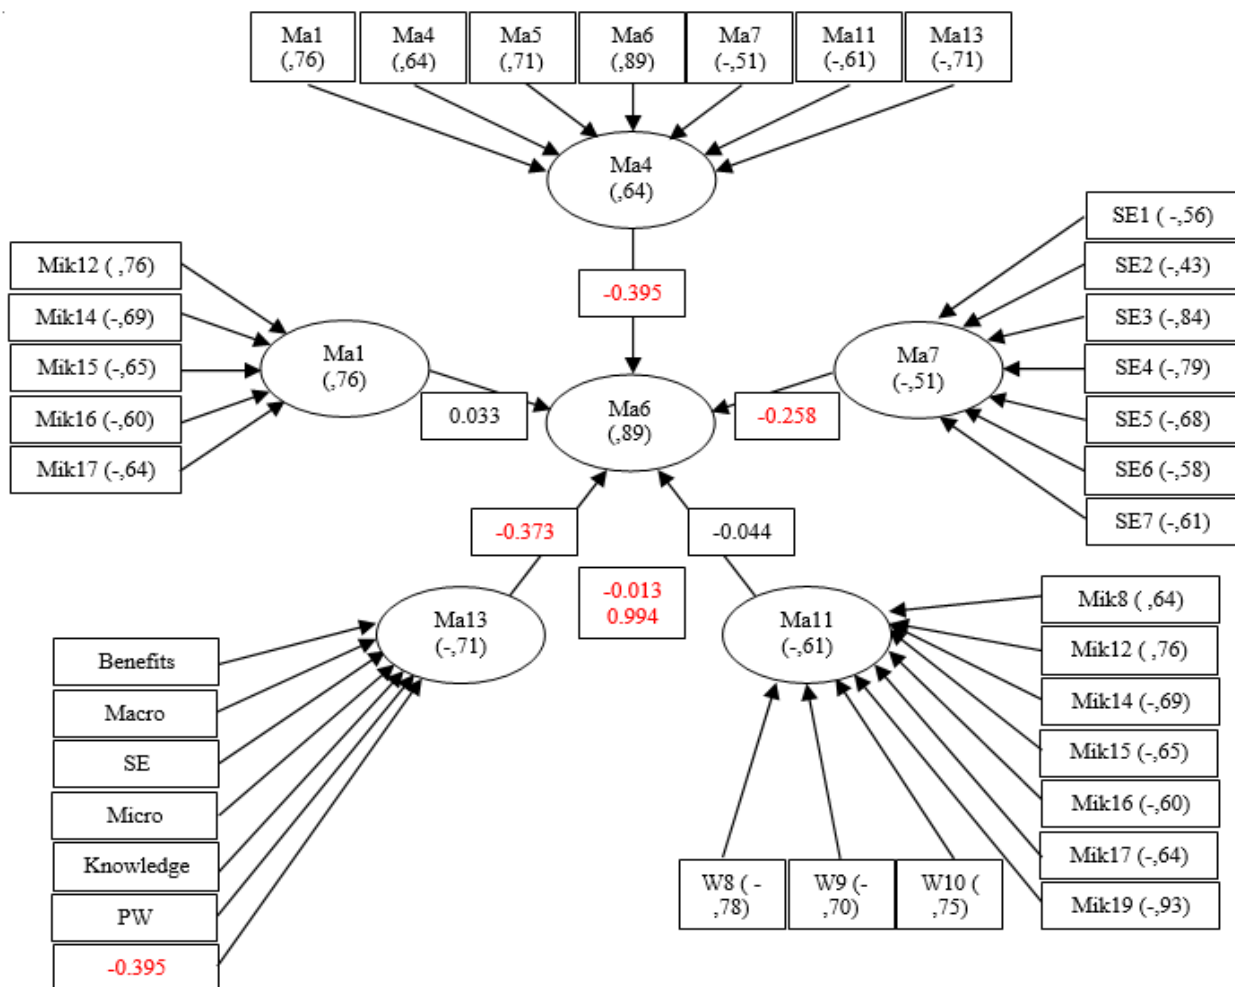 Ma1
(,76)
Ma4
(,64)
Ma5
(,71)
Ma6
(,89)
Ma7
(-,51)
Ma11
(-,61)
Ma13
(-,71)
Ma4
(,64)
-0.395
Mik12 ( ,76)
Mik14 (-,69)
Mik15 (-,65)
Mik16 (-,60)
Mik17 (-,64)
Ma1
(,76)
0.033
Ma6
(,89)
-0.258
Ma7
(-,51)
SE1 ( -,56)
SE2 (-,43)
SE3 (-,84)
SE4 (-,79)
SE5 (-,68)
SE6 (-,58)
SE7 (-,61)
-0.373
-0.044
-0.013
0.994
Ma13
(-,71)
Ma11
(-,61)
Benefits
Macro
SE
Micro
Knowledge
PW
-0.395
W8 ( -
,78)
W9 (-
,70)
W10 (
,75)
Mik8 ( ,64)
Mik12 ( ,76)
Mik14 (-,69)
Mik15 (-,65)
Mik16 (-,60)
Mik17 (-,64)
Mik19 (-,93)